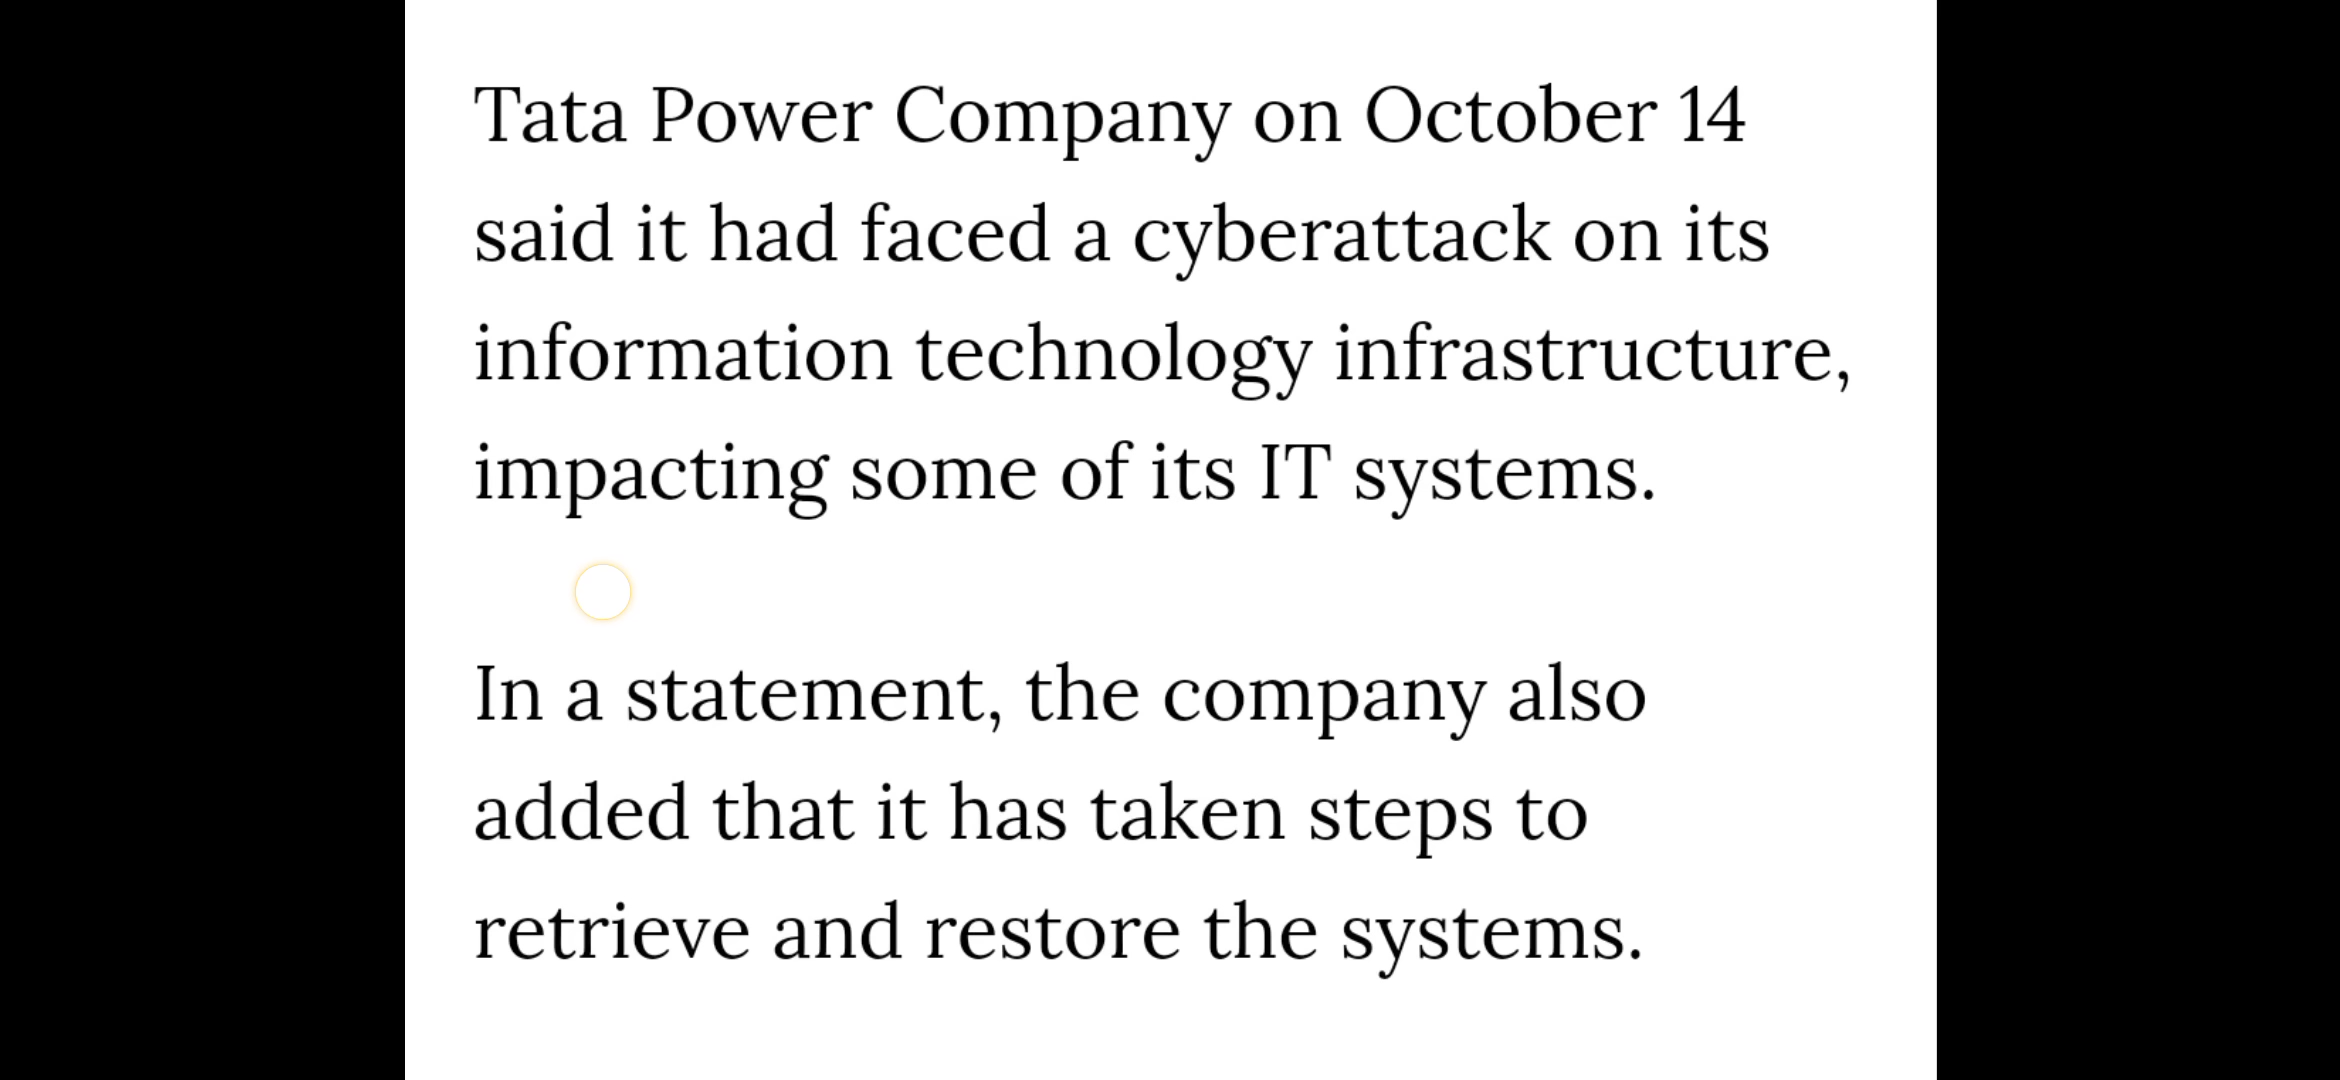 Tata Power Company on October 14
said it had faced a cyberattack on its
information technology infrastructure,
impacting some of its IT systems.
In a statement, the company also
added that it has taken steps to
retrieve and restore the systems.